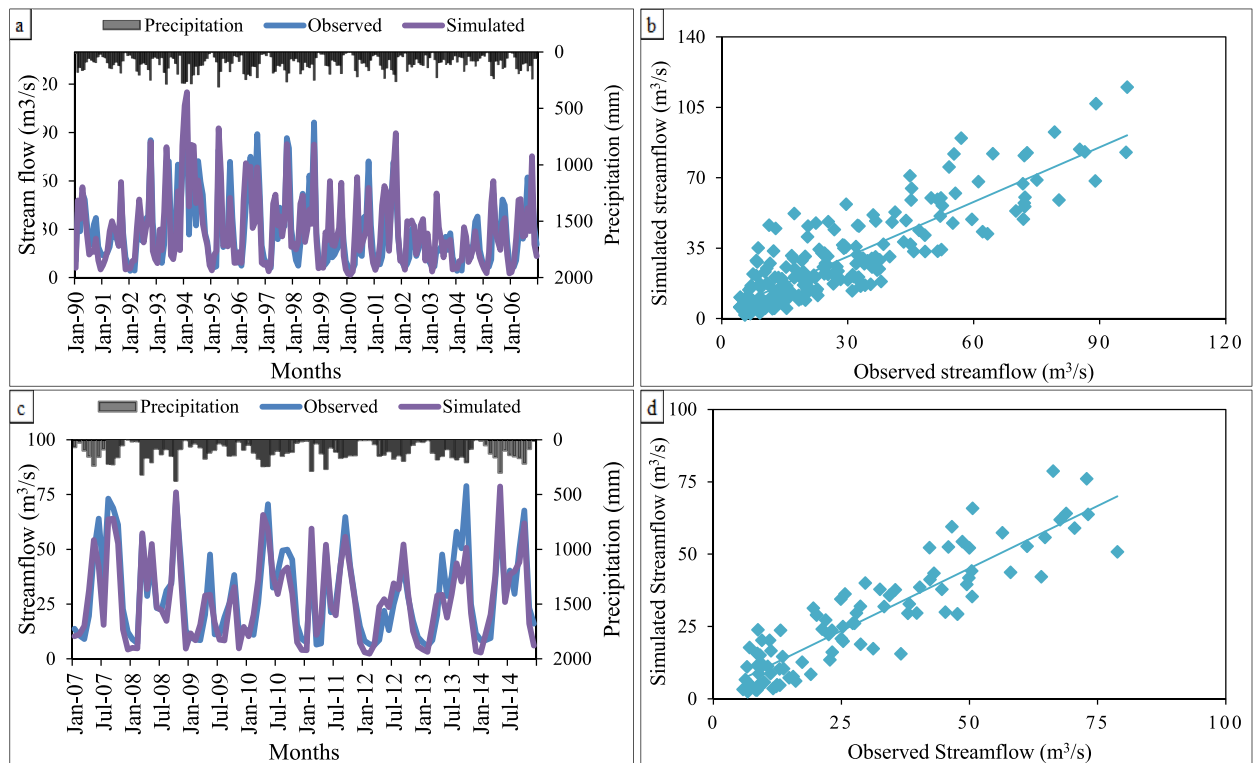 a
Precipitation Observed Simulated
Stream flow (m3/s)
20
90
60
30
0
0
500
1000
1500
2000
Precipitation (mm)
Jan-90
Jan-91
Jan-92
Jan-93
Jan-94
Jan-95
Jan-96
Jan-97
Jan-98
Jan-99
Jan-00
Jan-01
Jan-02
Jan-03
Jan-04
Jan-05
Jan-06
Months
b
Simulated streamflow (m³/s)
140
105
70
35
0
0 30 60 90 120
Observed streamflow (m³/s)
c
Precipitation Observed Simulated
Streamflow (m³/s)
100
75
50
25
0
0
500
1000
1500
2000
Precipitation (mm)
Jan-07
Jul-07
Jan-08
Jul-08
Jan-09
Jul-09
Jan-10
Jul-10
Jan-11
Jul-11
Jan-12
Jul-12
Jan-13
Jul-13
Jan-14
Jul-14
Months
d
Simulated Streamflow (m³/s)
100
75
50
25
0
0 25 50 75 100
Observed Streamflow (m³/s)